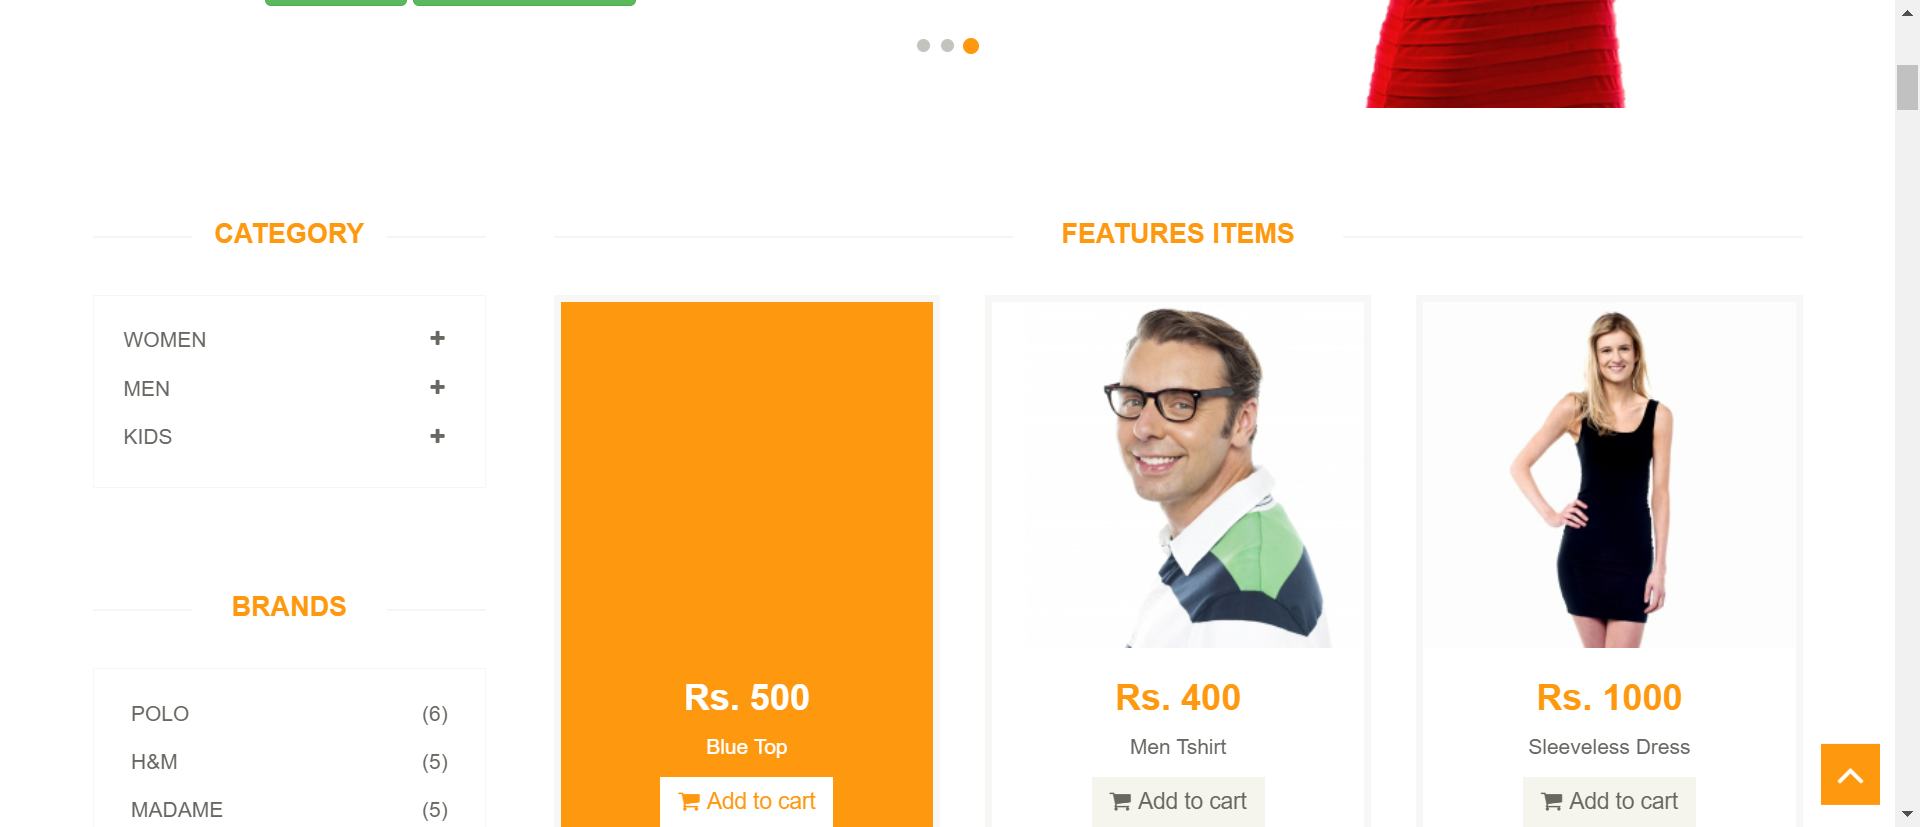 CATEGORY
WOMEN
MEN
KIDS
BRANDS
POLO (6)
H&M (5)
MADAME (5)
FEATURES ITEMS
Rs. 500
Blue Top
Add to cart
Rs. 400
Men Tshirt
Add to cart
Rs. 1000
Sleeveless Dress
Add to cart